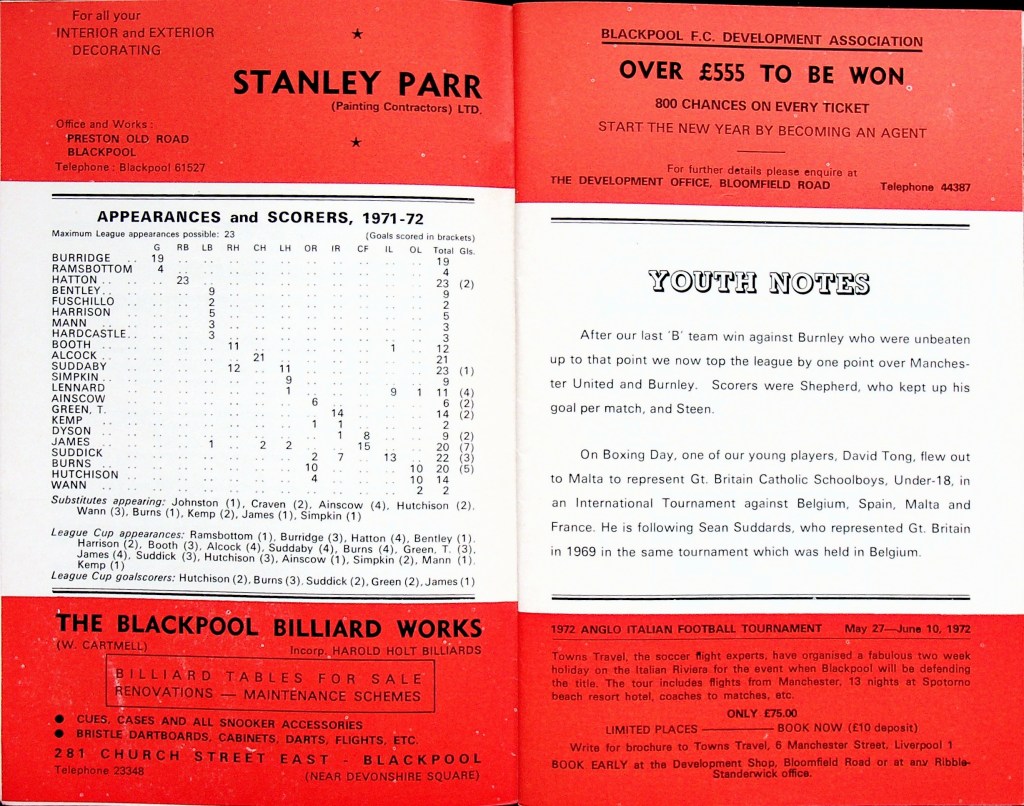 For all your
INTERIOR and EXTERIOR
DECORATING
★
STANLEY PARR
(Painting Contractors) LTD.
Office and Works :
PRESTON OLD ROAD
BLACKPOOL
★
Telephone : Blackpool 61527
APPEARANCES and SCORERS, 1971-72
Maximum League appearances possible: 23 (Goals scored in brackets)
G RB LB RH CH LH OR IR CF IL OL Total Gls.
BURRIDGE .. 19 .. .. .. .. .. .. .. .. .. .. 19
RAMSBOTTOM 4 .. .. .. .. .. .. .. .. .. .. 4
HATTON .. .. 23 .. .. .. .. .. .. .. .. .. 23 (2)
BENTLEY .. .. .. 9 .. .. .. .. .. .. .. .. 9
FUSCHILLO .. .. 2 .. .. .. .. .. .. .. .. 2
HARRISON .. .. 5 .. .. .. .. .. .. .. .. 5
MANN .. .. .. 3 .. .. .. .. .. .. .. .. 3
HARDCASTLE .. .. .. 3 .. .. .. .. .. .. .. .. 3
BOOTH .. .. .. .. 11 .. .. .. .. .. 1 .. 12
ALCOCK .. .. .. .. .. 21 .. .. .. .. .. .. 21
SUDDABY .. .. .. .. 12 .. 11 .. .. .. .. .. 23 (1)
SIMPKIN .. .. .. .. .. .. 9 .. .. .. .. .. 9
LENNARD .. .. .. .. .. .. 1 .. .. .. 9 1 11 (4)
AINSCOW .. .. .. .. .. .. .. 6 .. .. .. .. 6 (2)
GREEN, T. .. .. .. .. .. .. .. 14 .. .. .. 14 (2)
KEMP .. .. .. .. .. .. .. 1 1 .. .. .. 2
DYSON .. .. .. .. .. .. .. .. 1 8 .. .. 9 (2)
JAMES .. .. .. 1 .. 2 2 .. .. 15 .. .. 20 (7)
SUDDICK .. .. .. .. .. .. .. 2 7 .. 13 .. 22 (3)
BURNS .. .. .. .. .. .. .. 10 .. .. .. 10 20 (5)
HUTCHISON .. .. .. .. .. .. 4 .. .. .. 10 14
WANN .. .. .. .. .. .. .. .. .. .. .. 2 2
Substitutes appearing: Johnston (1), Craven (2), Ainscow (4), Hutchison (2).
Wann (3), Burns (1), Kemp (2), James (1), Simpkin (1)
League Cup appearances: Ramsbottom (1), Burridge (3), Hatton (4), Bentley (1).
Harrison (2), Booth (3), Alcock (4), Suddaby (4), Burns (4), Green, T. (3),
James (4), Suddick (3), Hutchison (3), Ainscow (1), Simpkin (2), Mann (1).
Kemp (1)
League Cup goalscorers: Hutchison (2), Burns (3), Suddick (2), Green (2), James (1)
THE BLACKPOOL BILLIARD WORKS
(W. CARTMELL) Incorp. HAROLD HOLT BILLIARDS
BILLIARD TABLES FOR SALE
RENOVATIONS — MAINTENANCE SCHEMES
● CUES, CASES AND ALL SNOOKER ACCESSORIES
● BRISTLE DARTBOARDS, CABINETS, DARTS, FLIGHTS, ETC.
281 CHURCH STREET EAST - BLACKPOOL
Telephone 23348 (NEAR DEVONSHIRE SQUARE)
BLACKPOOL F.C. DEVELOPMENT ASSOCIATION
OVER £555 TO BE WON
800 CHANCES ON EVERY TICKET
START THE NEW YEAR BY BECOMING AN AGENT
For further details please enquire at
THE DEVELOPMENT OFFICE, BLOOMFIELD ROAD Telephone 44387
YOUTH NOTES
After our last 'B' team win against Burnley who were unbeaten
up to that point we now top the league by one point over Manches-
ter United and Burnley. Scorers were Shepherd, who kept up his
goal per match, and Steen.
On Boxing Day, one of our young players, David Tong, flew out
to Malta to represent Gt. Britain Catholic Schoolboys, Under-18, in
an International Tournament against Belgium, Spain, Malta and
France. He is following Sean Suddards, who represented Gt. Britain
in 1969 in the same tournament which was held in Belgium.
1972 ANGLO ITALIAN FOOTBALL TOURNAMENT May 27—June 10, 1972
Towns Travel, the soccer flight experts, have organised a fabulous two week
holiday on the Italian Riviera for the event when Blackpool will be defending
the title. The tour includes flights from Manchester, 13 nights at Spotorno
beach resort hotel, coaches to matches, etc.
ONLY £75.00
LIMITED PLACES ——— BOOK NOW (£10 deposit)
Write for brochure to Towns Travel, 6 Manchester Street, Liverpool 1
BOOK EARLY at the Development Shop, Bloomfield Road or at any Ribble-
Standerwick office.